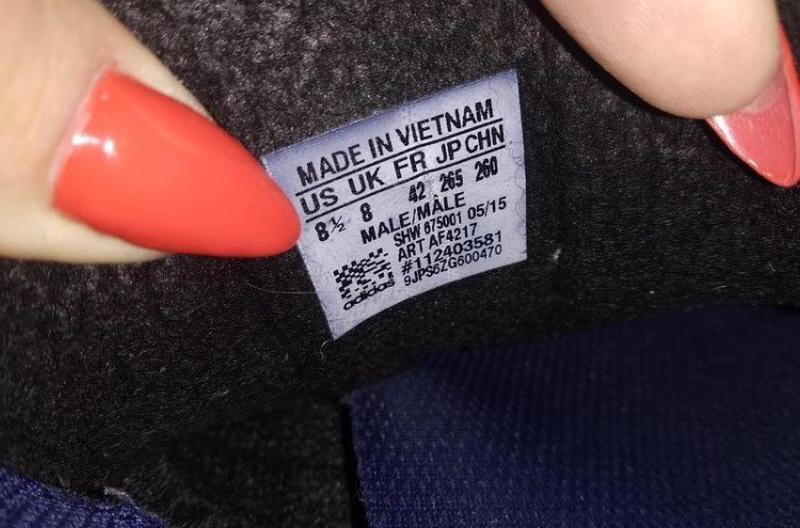 MADE IN VIETNAM
US UK FR JP CHN
8½ 8 42 265 260
MALE/MÂLE
SHW 675001 05/15
ART AF4217
#112403581
9JPS6ZG600470
adidas